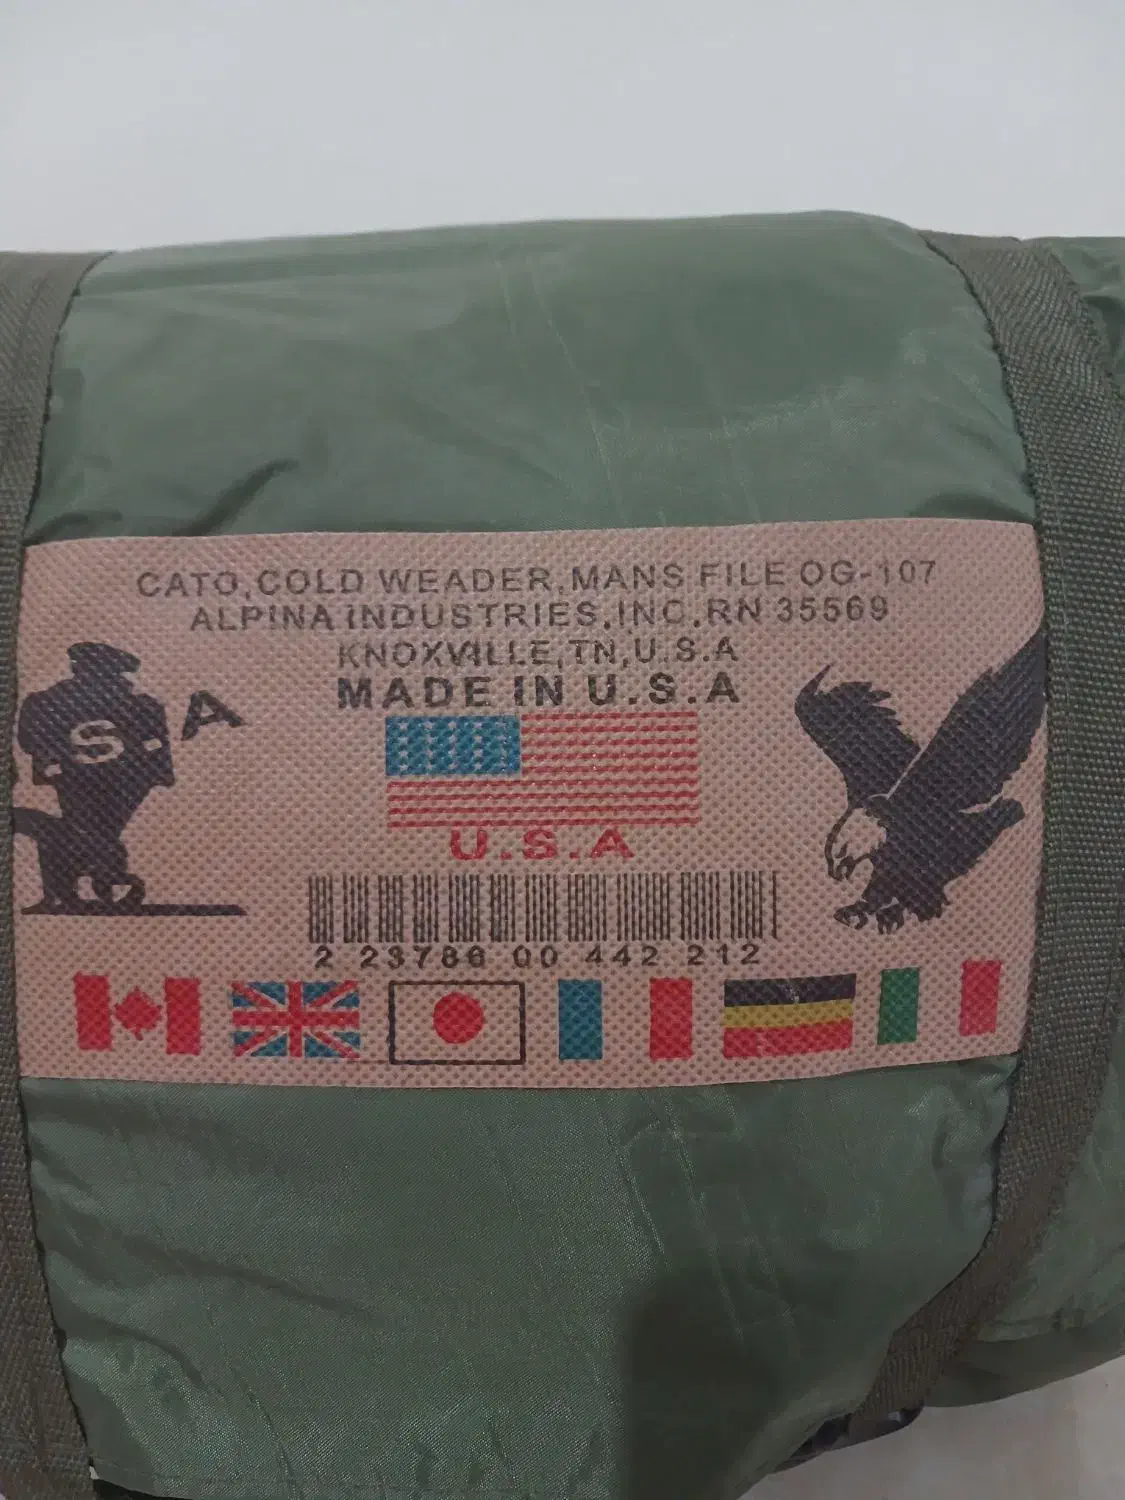 CATO,COLD WEADER,MANS FILE OG-107
ALPINA INDUSTRIES,INC,RN 35569
KNOXVILLE,TN,U.S.A
MADE IN U.S.A
.S.A
U.S.A
2 23786 00 442 212